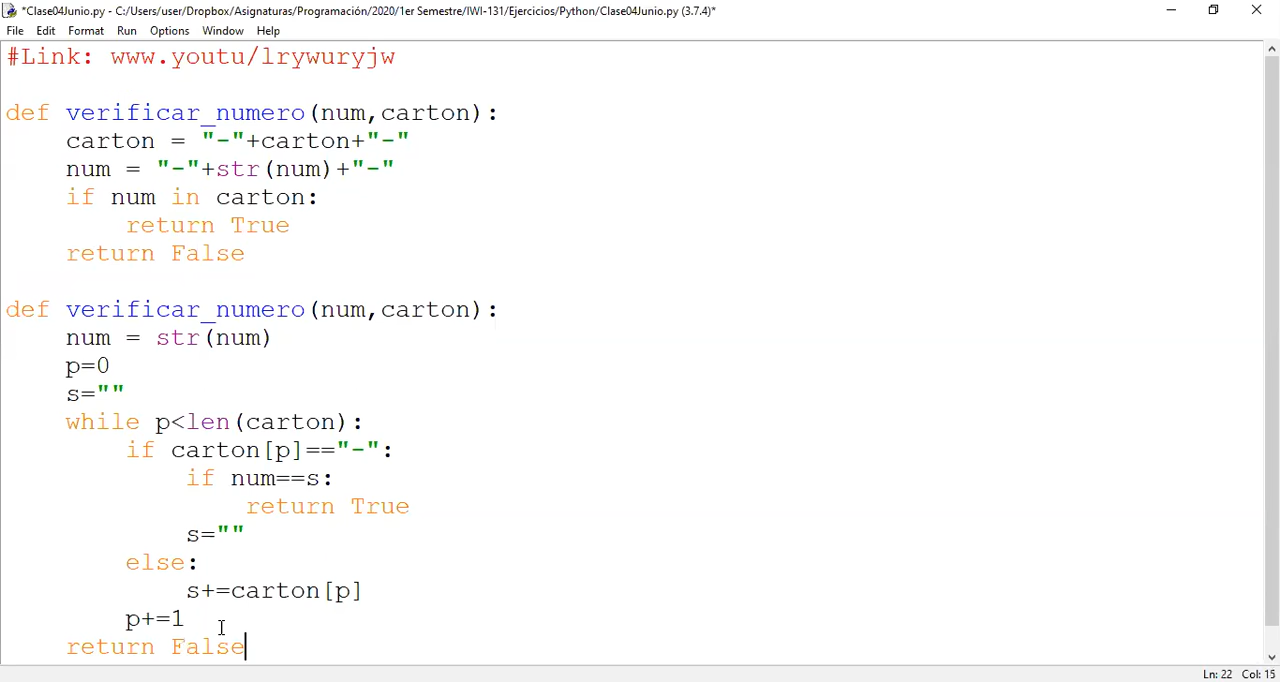 *Clase04Junio.py - C:/Users/user/Dropbox/Asignaturas/Programación/2020/1er Semestre/IWI-131/Ejercicios/Python/Clase04Junio.py (3.7.4)*
File Edit Format Run Options Window Help
#Link: www.youtu/lrywuryjw
def verificar_numero(num,carton):
    carton = "-"+carton+"-"
    num = "-"+str(num)+"-"
    if num in carton:
        return True
    return False
def verificar_numero(num,carton):
    num = str(num)
    p=0
    s=""
    while p<len(carton):
        if carton[p]=="-":
            if num==s:
                return True
            s=""
        else:
            s+=carton[p]
        p+=1
    return False
Ln: 22 Col: 15